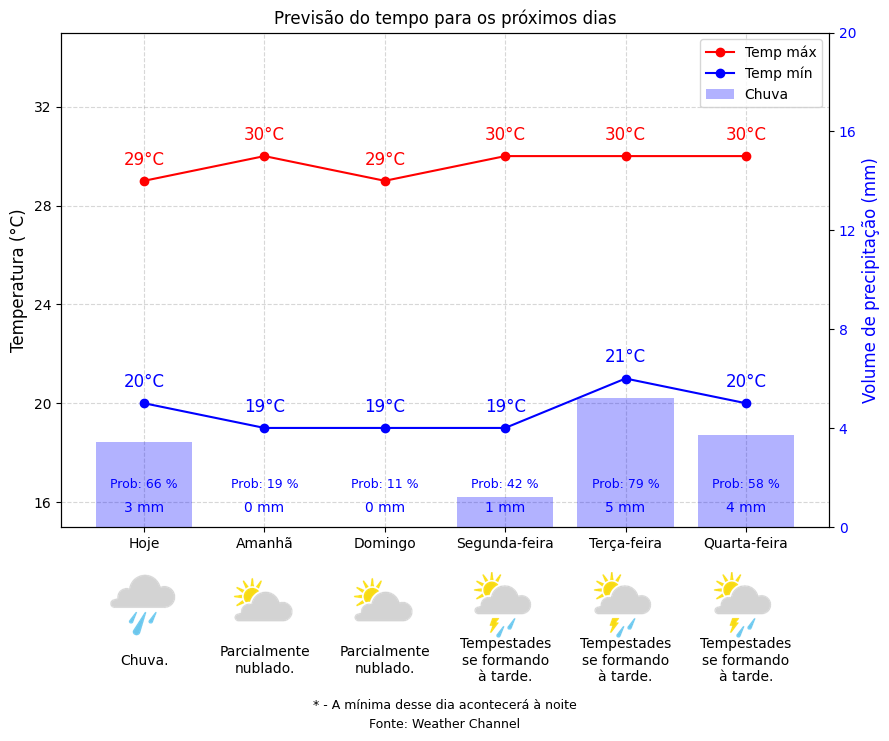 Previsão do tempo para os próximos dias
Temp máx
Temp mín
Chuva
Temperatura (°C)
32
28
24
20
16
Volume de precipitação (mm)
20
16
12
8
4
0
29°C
30°C
29°C
30°C
30°C
30°C
20°C
19°C
19°C
19°C
21°C
20°C
Prob: 66 %
Prob: 19 %
Prob: 11 %
Prob: 42 %
Prob: 79 %
Prob: 58 %
3 mm
0 mm
0 mm
1 mm
5 mm
4 mm
Hoje
Amanhã
Domingo
Segunda-feira
Terça-feira
Quarta-feira
Chuva.
Parcialmente
nublado.
Parcialmente
nublado.
Tempestades
se formando
à tarde.
Tempestades
se formando
à tarde.
Tempestades
se formando
à tarde.
* - A mínima desse dia acontecerá à noite
Fonte: Weather Channel